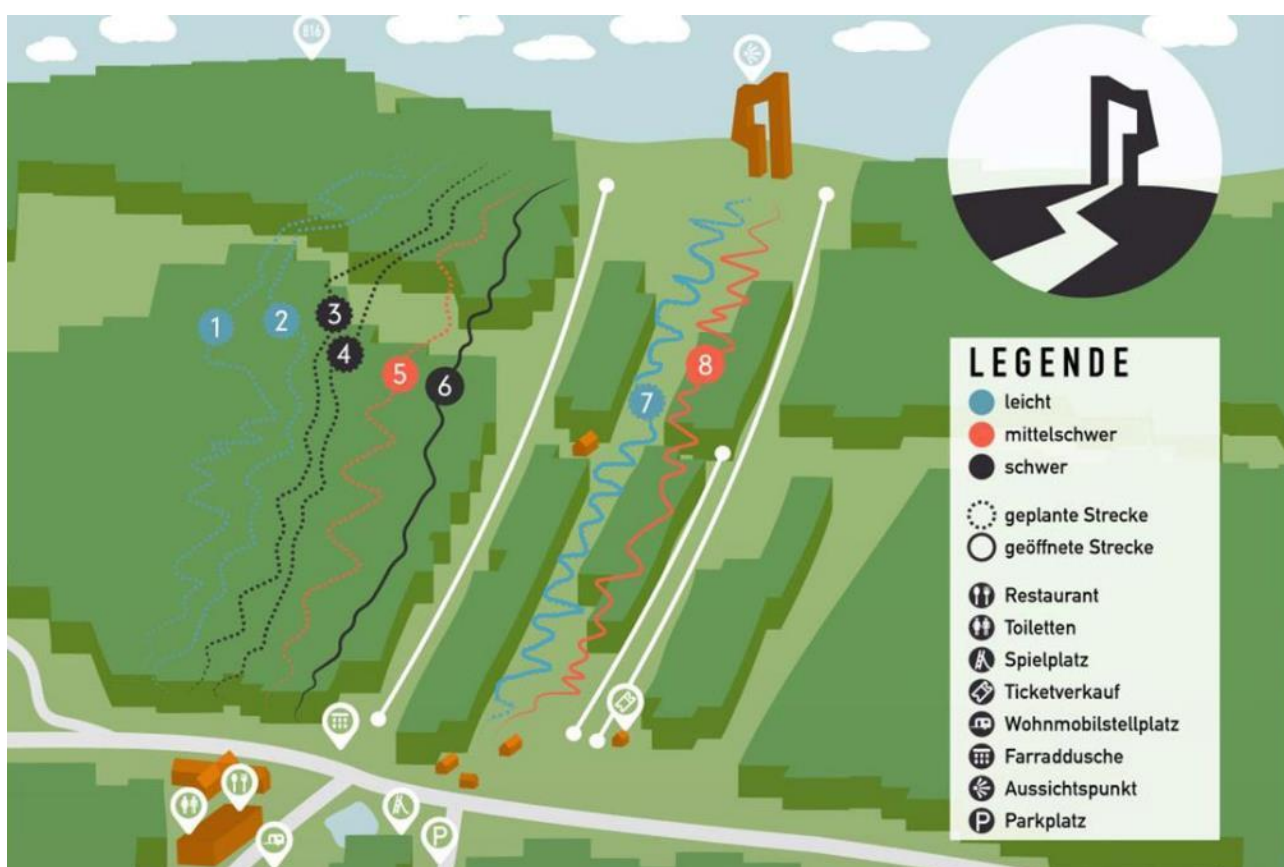 816
1
2
3
4
5
6
7
8
P
LEGENDE
leicht
mittelschwer
schwer
geplante Strecke
geöffnete Strecke
Restaurant
Toiletten
Spielplatz
Ticketverkauf
Wohnmobilstellplatz
Farraddusche
Aussichtspunkt
P Parkplatz